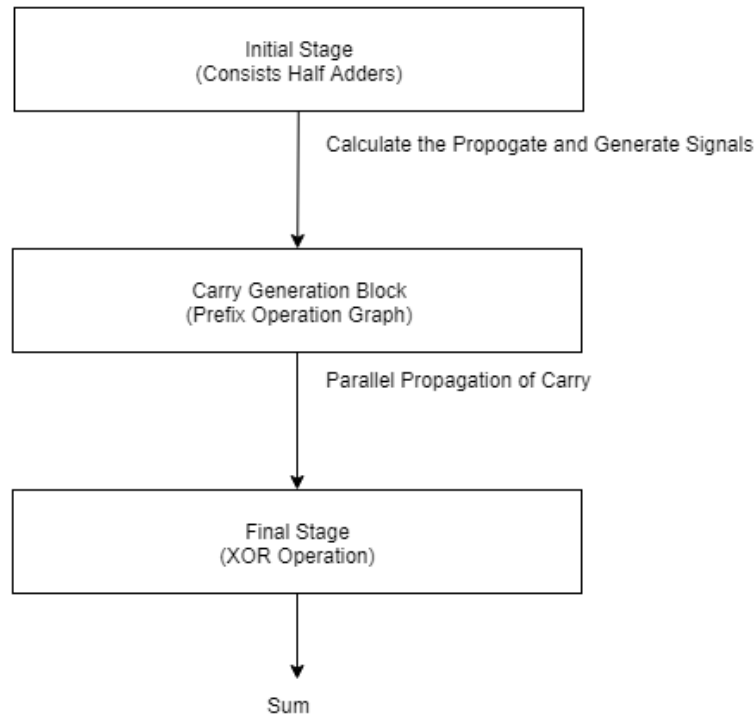 Initial Stage
(Consists Half Adders)
Calculate the Propogate and Generate Signals
Carry Generation Block
(Prefix Operation Graph)
Parallel Propagation of Carry
Final Stage
(XOR Operation)
Sum